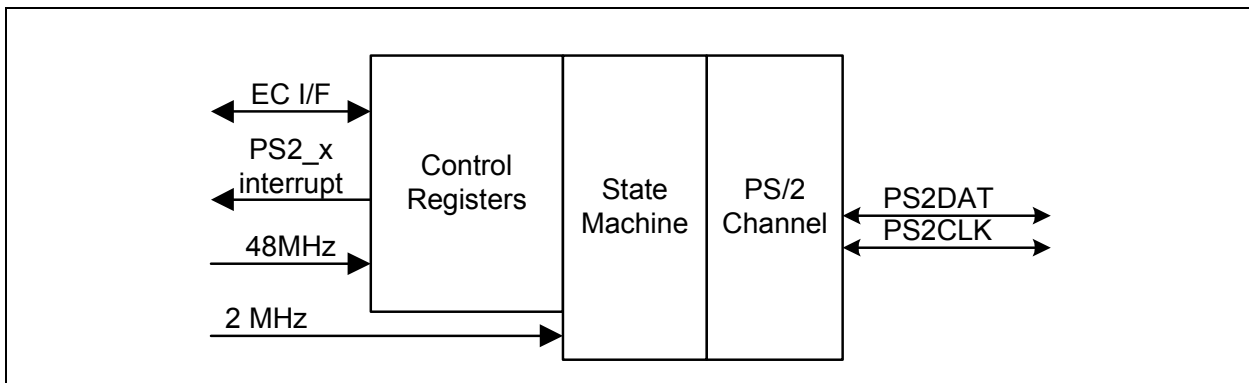 EC I/F
PS2_x
interrupt
48MHz
2 MHz
Control
Registers
State
Machine
PS/2
Channel
PS2DAT
PS2CLK